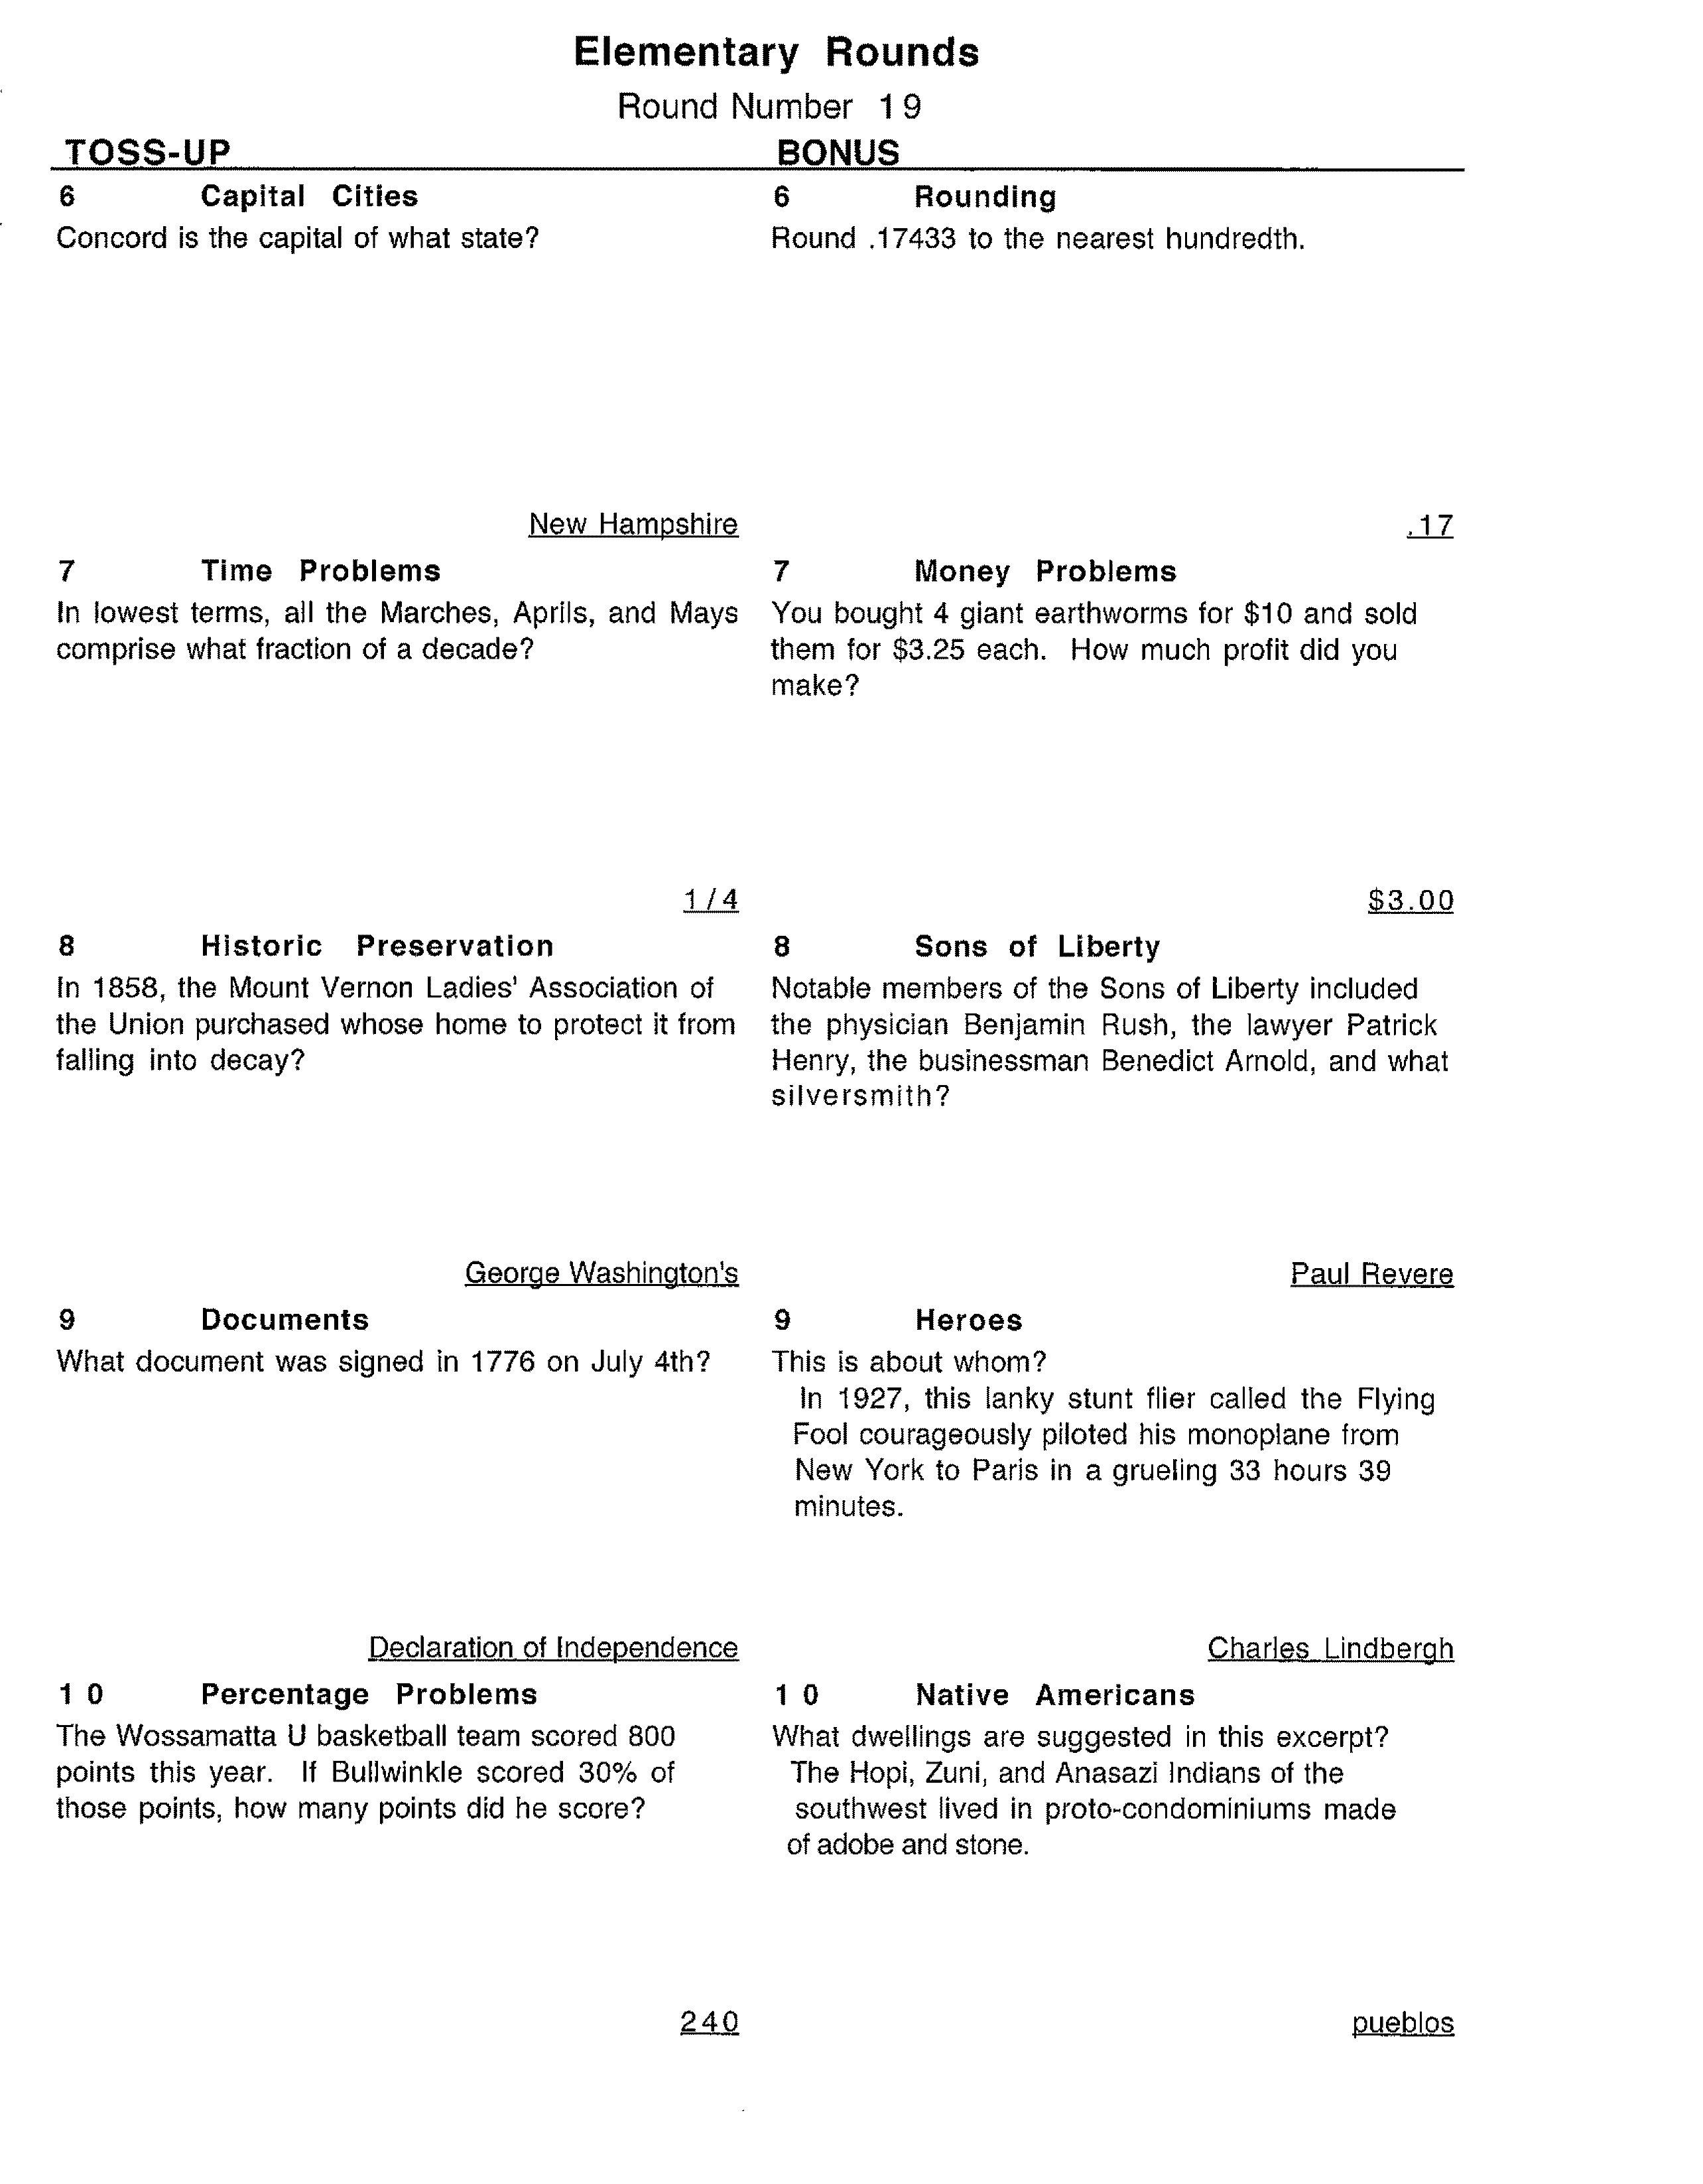 Elementary Rounds
Round Number 19
TOSS-UP
BONUS
6 Capital Cities
Concord is the capital of what state?
New Hampshire
6 Rounding
Round .17433 to the nearest hundredth.
.17
7 Time Problems
In lowest terms, all the Marches, Aprils, and Mays
comprise what fraction of a decade?
1/4
7 Money Problems
You bought 4 giant earthworms for $10 and sold
them for $3.25 each. How much profit did you
make?
$3.00
8 Historic Preservation
In 1858, the Mount Vernon Ladies' Association of
the Union purchased whose home to protect it from
falling into decay?
George Washington's
8 Sons of Liberty
Notable members of the Sons of Liberty included
the physician Benjamin Rush, the lawyer Patrick
Henry, the businessman Benedict Arnold, and what
silversmith?
Paul Revere
9 Documents
What document was signed in 1776 on July 4th?
Declaration of Independence
9 Heroes
This is about whom?
In 1927, this lanky stunt flier called the Flying
Fool courageously piloted his monoplane from
New York to Paris in a grueling 33 hours 39
minutes.
Charles Lindbergh
10 Percentage Problems
The Wossamatta U basketball team scored 800
points this year. If Bullwinkle scored 30% of
those points, how many points did he score?
240
10 Native Americans
What dwellings are suggested in this excerpt?
The Hopi, Zuni, and Anasazi Indians of the
southwest lived in proto-condominiums made
of adobe and stone.
pueblos